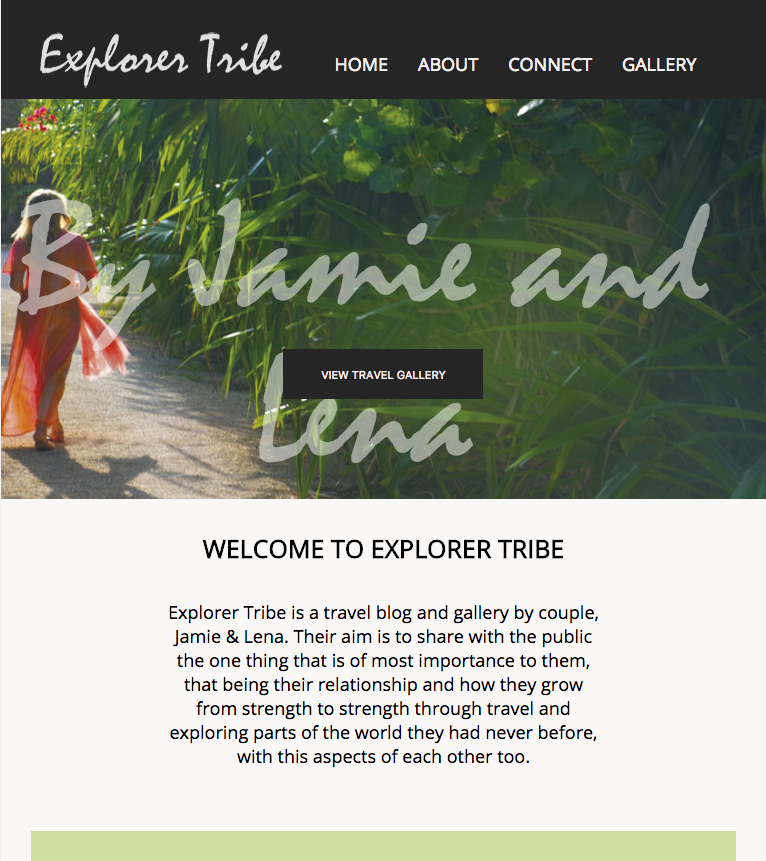 Explorer Tribe
HOME ABOUT CONNECT GALLERY
By Jamie and
Lena
VIEW TRAVEL GALLERY
WELCOME TO EXPLORER TRIBE
Explorer Tribe is a travel blog and gallery by couple,
Jamie & Lena. Their aim is to share with the public
the one thing that is of most importance to them,
that being their relationship and how they grow
from strength to strength through travel and
exploring parts of the world they had never before,
with this aspects of each other too.